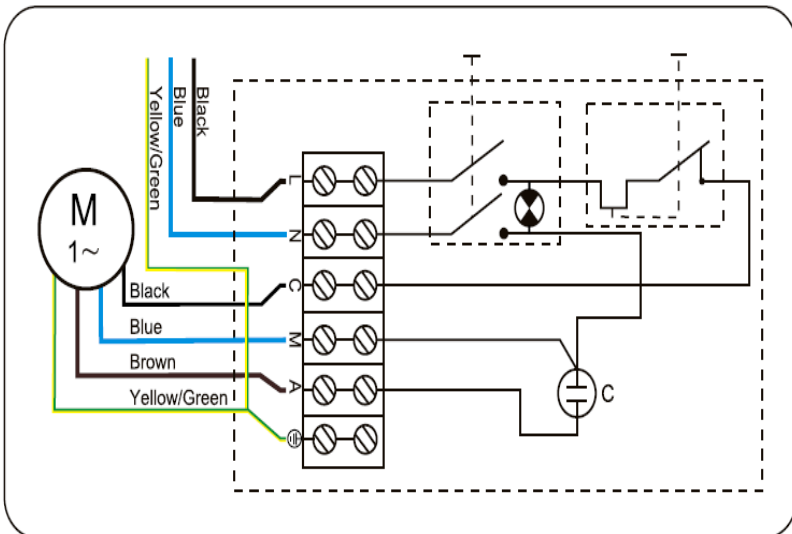 Yellow/Green
Blue
Black
M
1~
L
N
C
M
A
Black
Blue
Brown
Yellow/Green
C